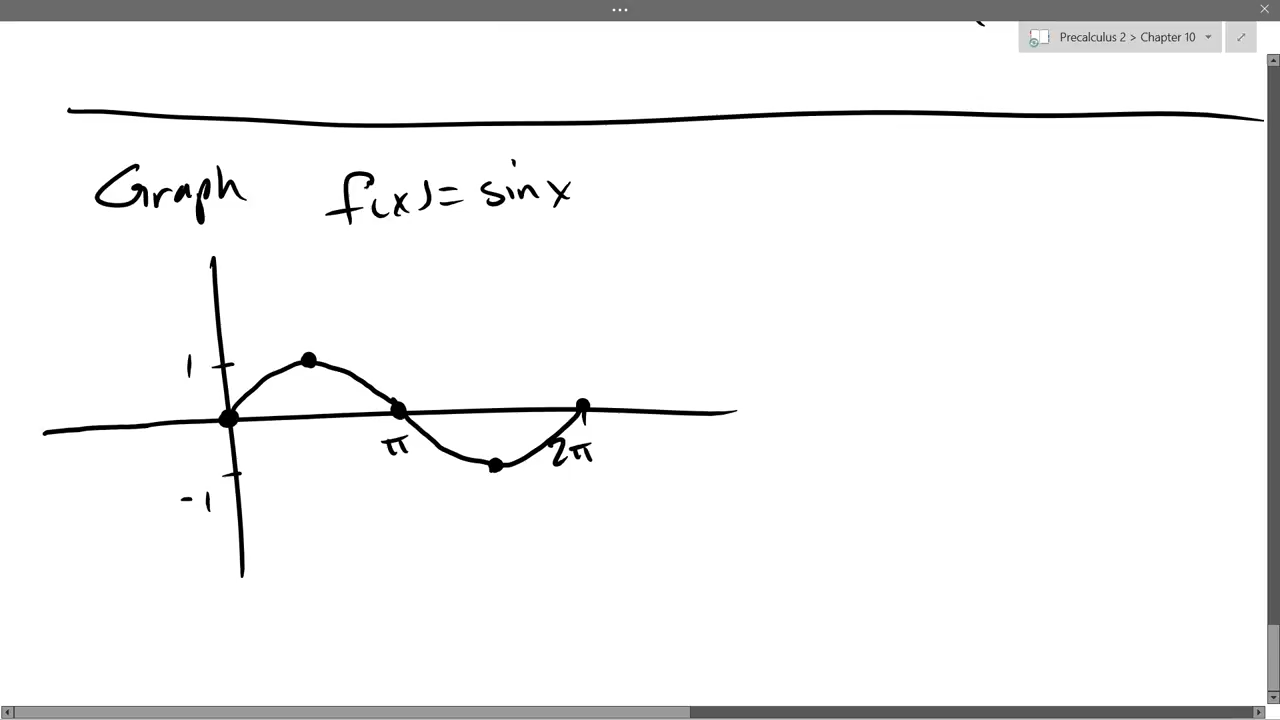 Precalculus 2 > Chapter 10
Graph f(x) = sin x
1
π
2π
-1